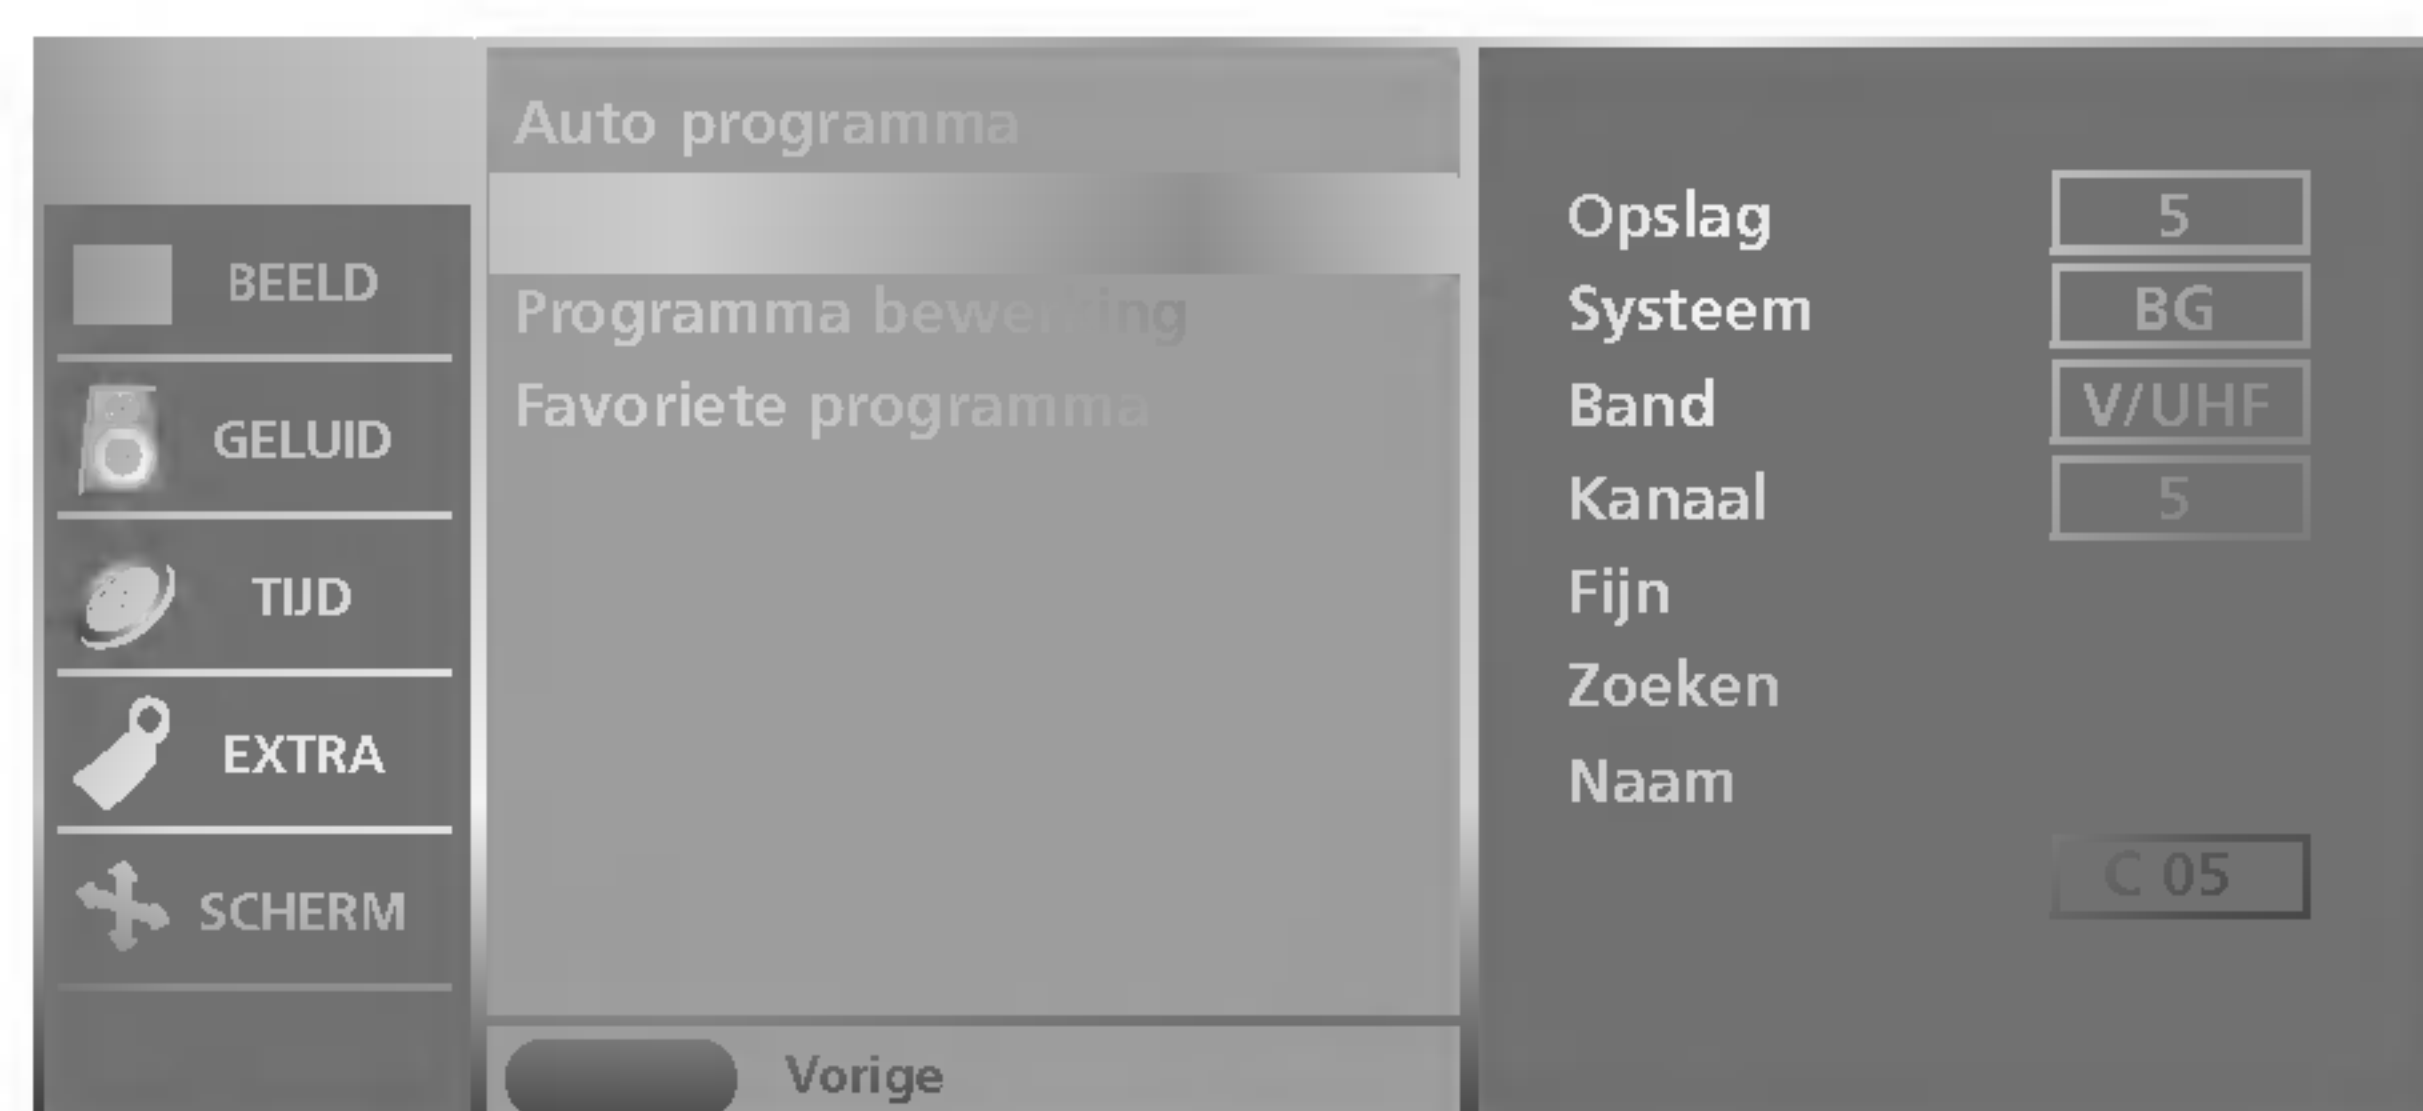 BEELD
GELUID
TIJD
EXTRA
SCHERM
Auto programma
Programma bewerking
Favoriete programma
Vorige
Opslag 5
Systeem BG
Band V/UHF
Kanaal 5
Fijn
Zoeken
Naam
C 05